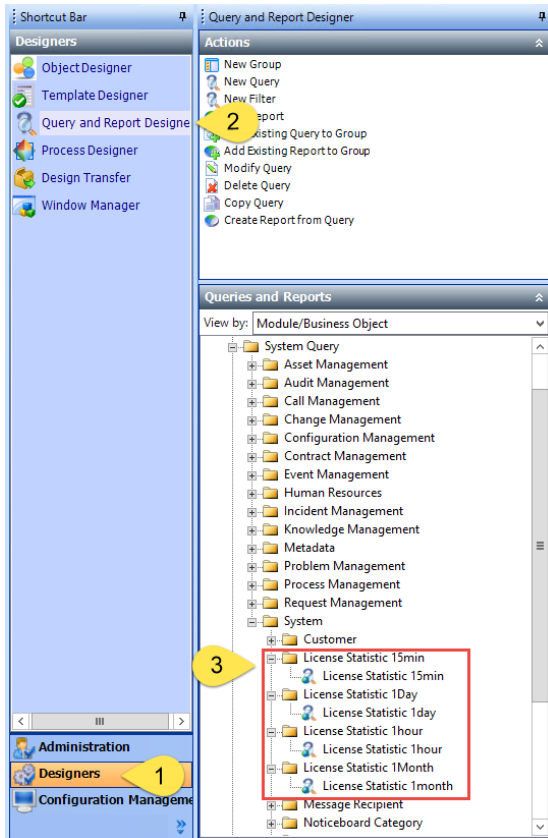 Shortcut Bar
Designers
Object Designer
Template Designer
Query and Report Designe
2
Process Designer
Design Transfer
Window Manager
Administration
Designers
1
Configuration Manageme
Query and Report Designer
Actions
New Group
New Query
New Filter
eport
Existing Query to Group
Add Existing Report to Group
Modify Query
Delete Query
Copy Query
Create Report from Query
Queries and Reports
View by: Module/Business Object
System Query
Asset Management
Audit Management
Call Management
Change Management
Configuration Management
Contract Management
Event Management
Human Resources
Incident Management
Knowledge Management
Metadata
Problem Management
Process Management
Request Management
System
Customer
3
License Statistic 15min
License Statistic 15min
License Statistic 1Day
License Statistic 1day
License Statistic 1hour
License Statistic 1hour
License Statistic 1Month
License Statistic 1month
Message Recipient
Noticeboard Category